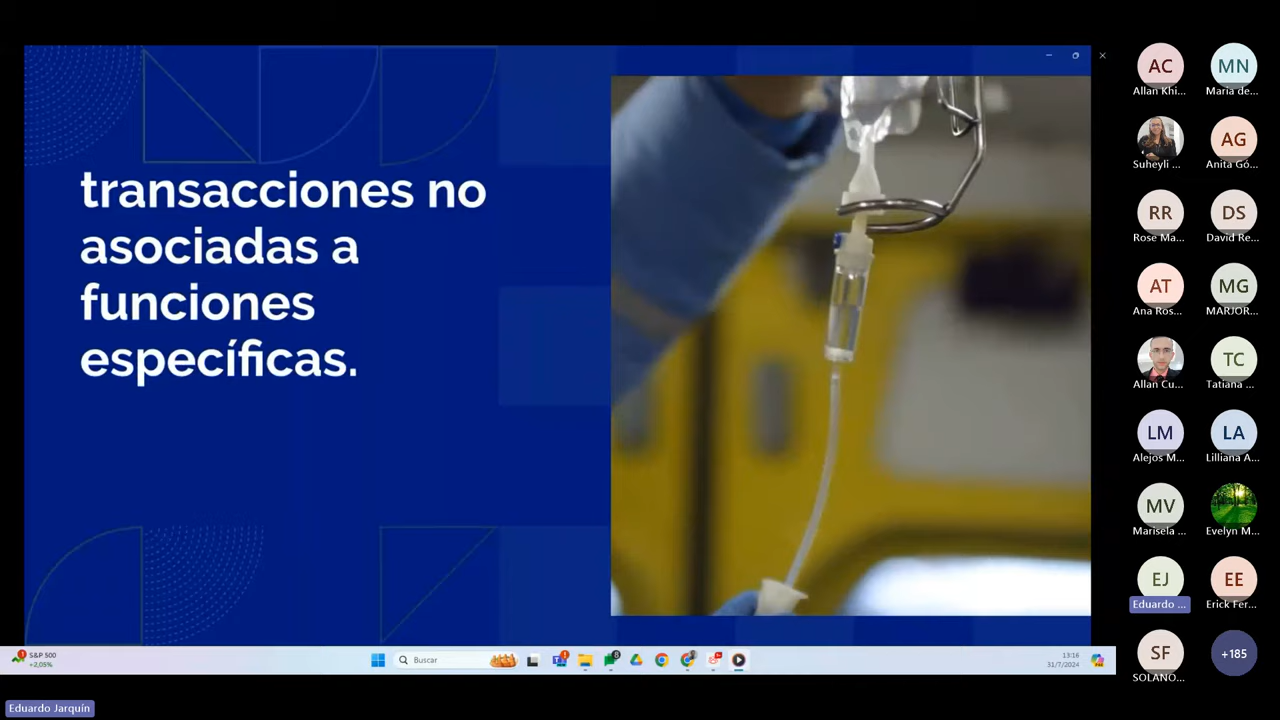 transacciones no
asociadas a
funciones
específicas.
AC
Allan Khi...
MN
Maria de...
Suheyli ...
AG
Anita Gó...
RR
Rose Ma...
DS
David Re...
AT
Ana Ros...
MG
MARJOR...
Allan Cu...
TC
Tatiana ...
LM
Alejos M...
LA
Lilliana A...
MV
Marisela ...
Evelyn M...
EJ
Eduardo ...
EE
Erick Fer...
SF
SOLANO...
+185
S&P 500
+2,05%
Buscar
13:16
31/7/2024
Eduardo Jarquín